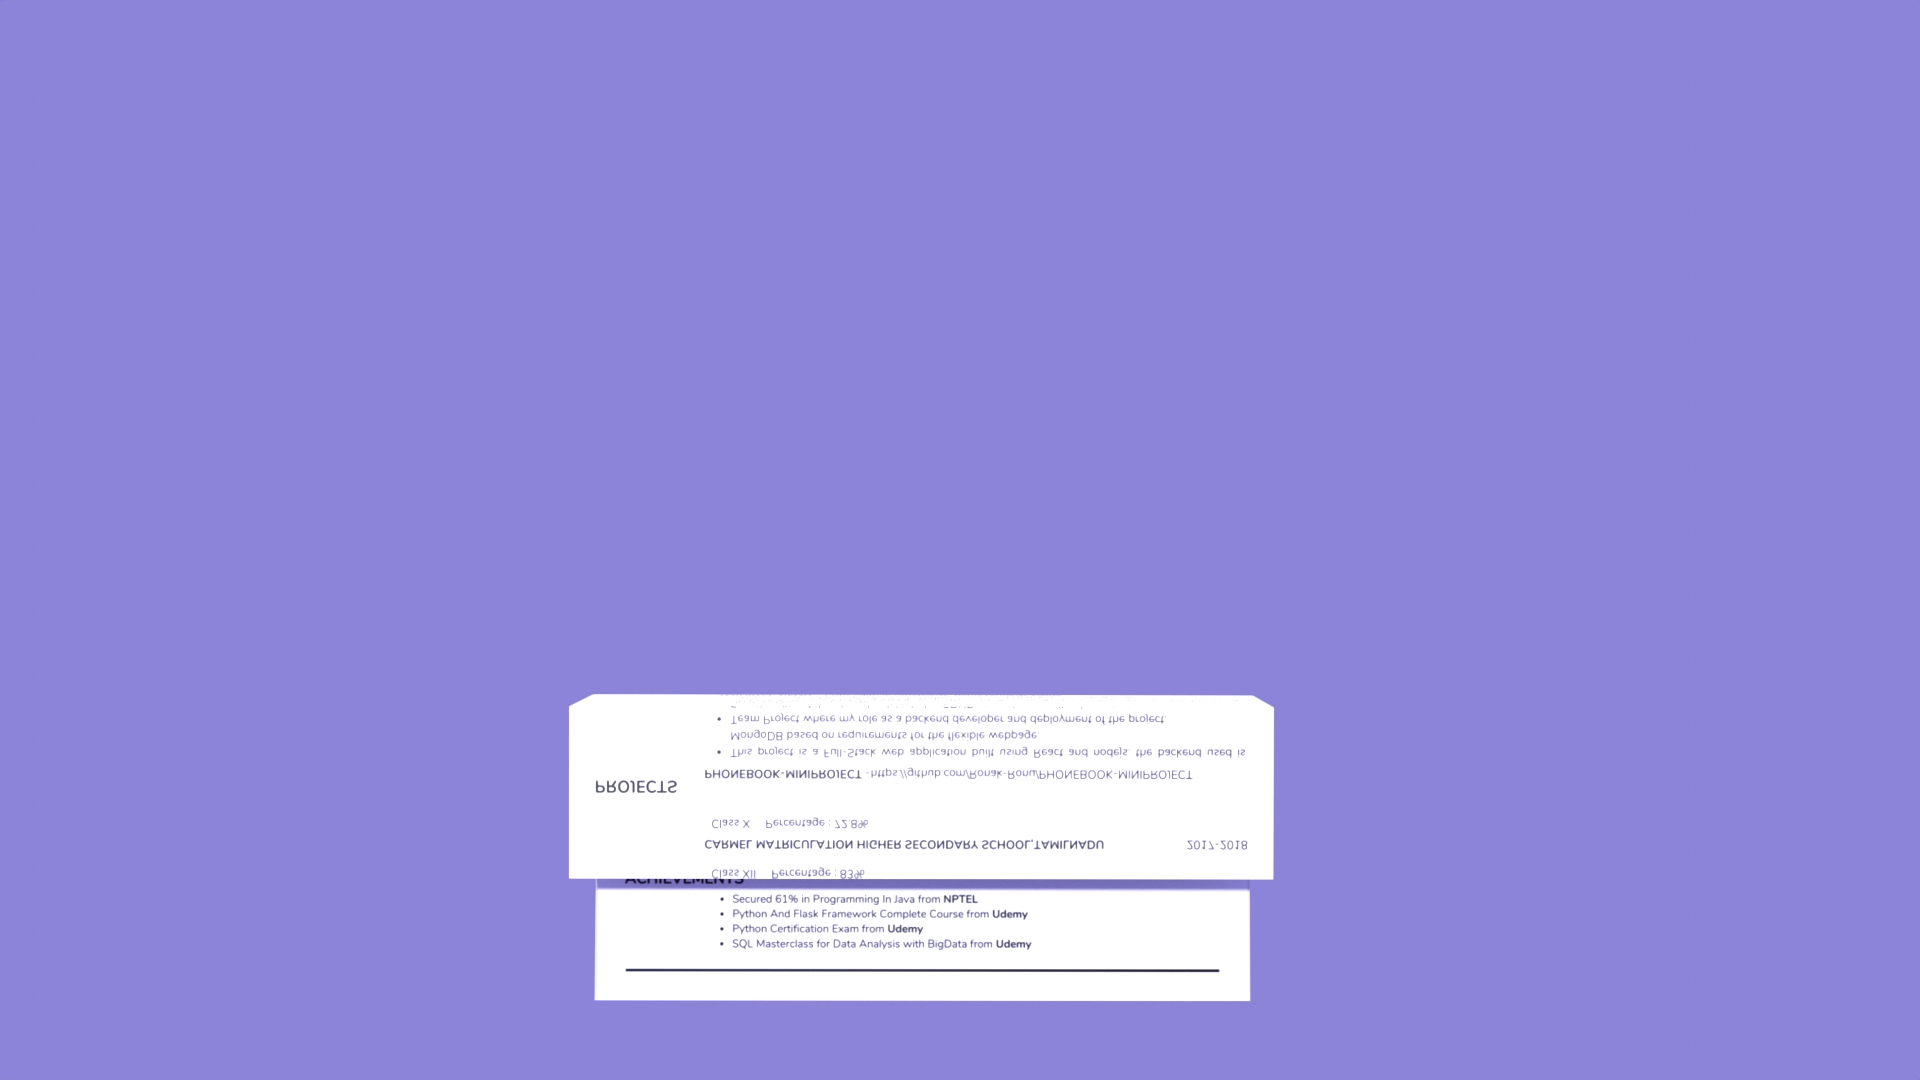 Team Project where my role as a backend developer and deployment of the project.
MongoDB based on requirements for the flexible webpage.
This project is a Full-Stack web application built using React and nodejs. the backend used is
PHONEBOOK-MINIPROJECT -https://github.com/Ronak-Ronu/PHONEBOOK-MINIPROJECT
PROJECTS
Class X Percentage : 72.8%
CARMEL MATRICULATION HIGHER SECONDARY SCHOOL,TAMILNADU 2017-2018
Class XII Percentage : 83%
ACHIEVEMENTS
• Secured 61% in Programming In Java from NPTEL
• Python And Flask Framework Complete Course from Udemy
• Python Certification Exam from Udemy
• SQL Masterclass for Data Analysis with BigData from Udemy